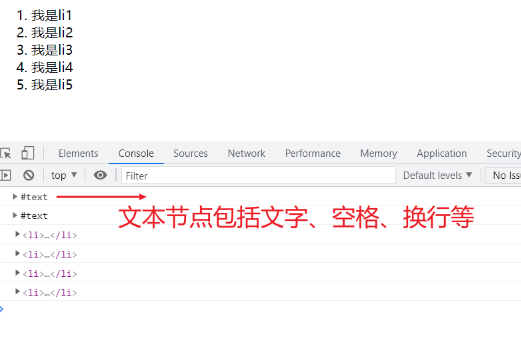 1. 我是li1
2. 我是li2
3. 我是li3
4. 我是li4
5. 我是li5
Elements Console Sources Network Performance Memory Application Security
top ▼ Filter Default levels ▼ No Issu
▶ #text
文本节点包括文字、空格、换行等
▶ #text
▶ <li>…</li>
▶ <li>…</li>
▶ <li>…</li>
▶ <li>…</li>